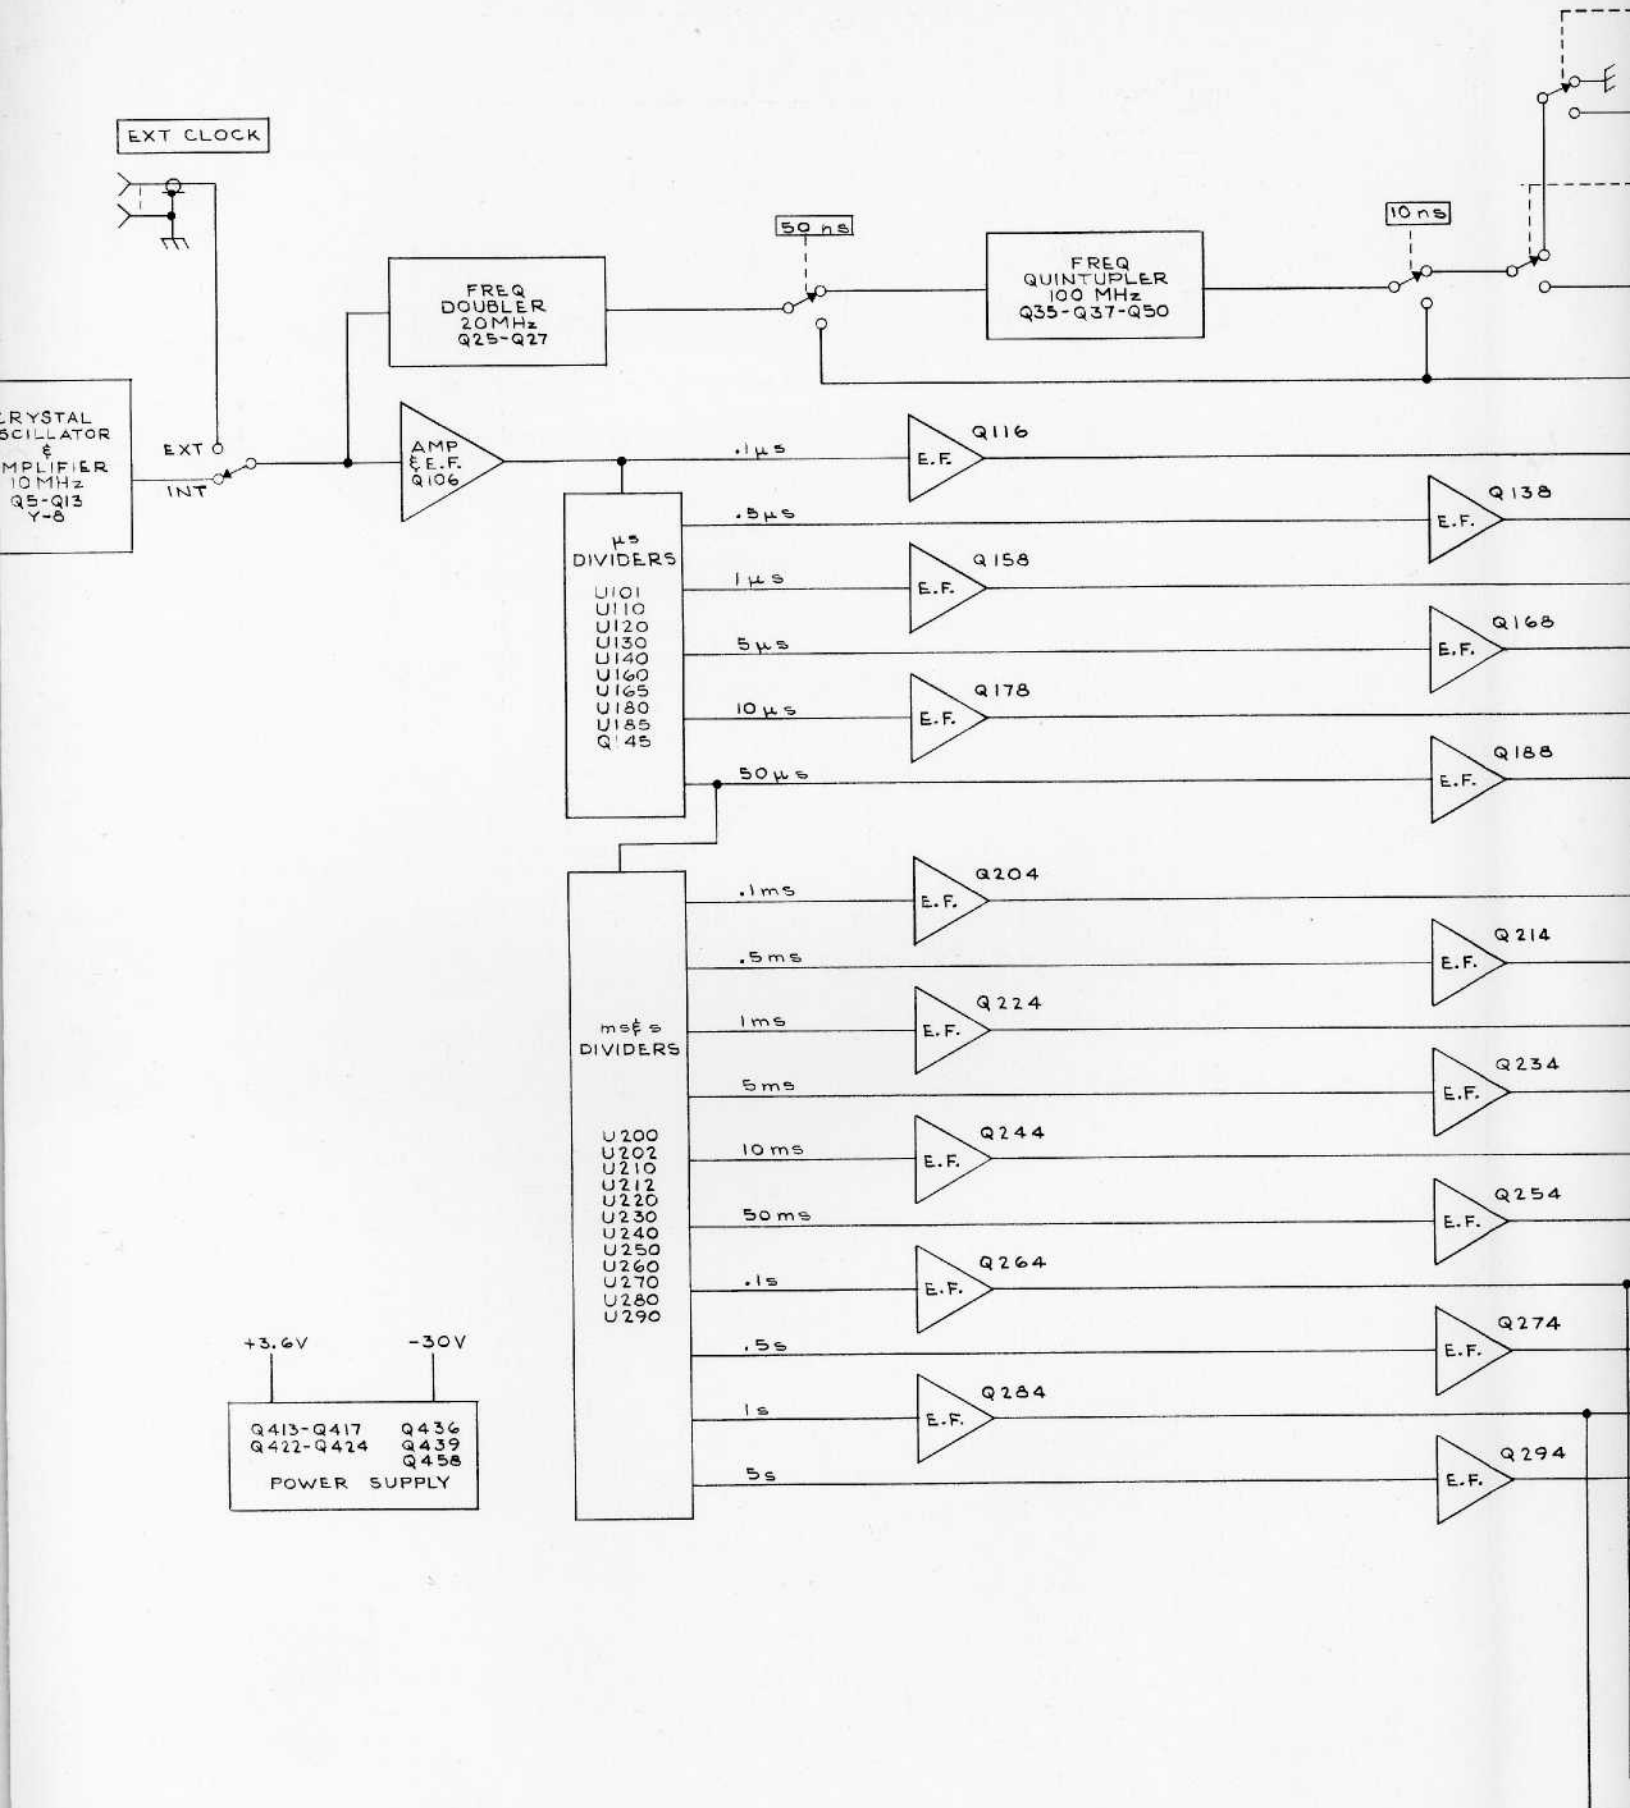 EXT CLOCK
50 ns
10 ns
FREQ
DOUBLER
20MHz
Q25-Q27
FREQ
QUINTUPLER
100 MHz
Q35-Q37-Q50
CRYSTAL
SCILLATOR
&
MPLIFIER
10MHz
Q5-Q13
Y-8
EXT
INT
AMP
& E.F.
Q106
.1µs
E.F.
Q116
.5µs
E.F.
Q138
µs
DIVIDERS
U101
U110
U120
U130
U140
U160
U165
U180
U185
Q145
1µs
E.F.
Q158
5µs
E.F.
Q168
10µs
E.F.
Q178
50µs
E.F.
Q188
.1ms
E.F.
Q204
.5ms
E.F.
Q214
ms& s
DIVIDERS
U200
U202
U210
U212
U220
U230
U240
U250
U260
U270
U280
U290
1ms
E.F.
Q224
5ms
E.F.
Q234
10ms
E.F.
Q244
50ms
E.F.
Q254
.1s
E.F.
Q264
.5s
E.F.
Q274
1s
E.F.
Q284
5s
E.F.
Q294
+3.6V
-30V
Q413-Q417 Q436
Q422-Q424 Q439
Q458
POWER SUPPLY